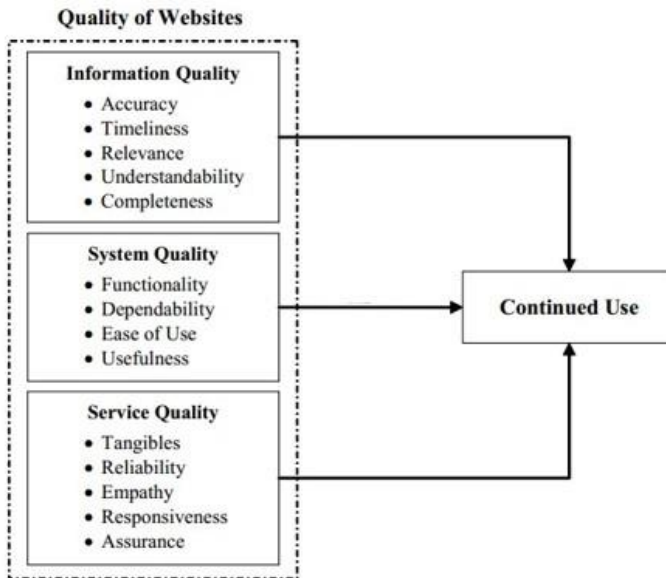 Quality of Websites
Information Quality
• Accuracy
• Timeliness
• Relevance
• Understandability
• Completeness
System Quality
• Functionality
• Dependability
• Ease of Use
• Usefulness
Continued Use
Service Quality
• Tangibles
• Reliability
• Empathy
• Responsiveness
• Assurance